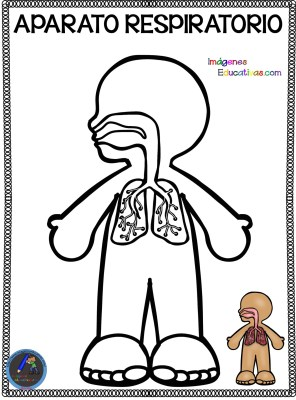 APARATO RESPIRATORIO
Imágenes
Educativas.com